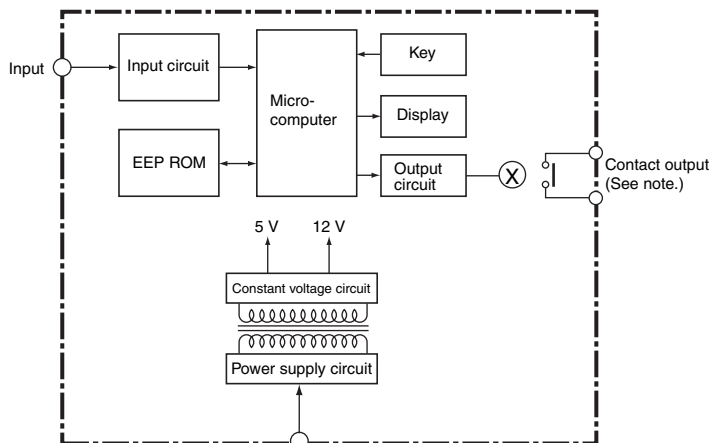 Input
Input circuit
Micro-
computer
Key
Display
EEP ROM
Output
circuit
X
Contact output
(See note.)
5 V
12 V
Constant voltage circuit
Power supply circuit